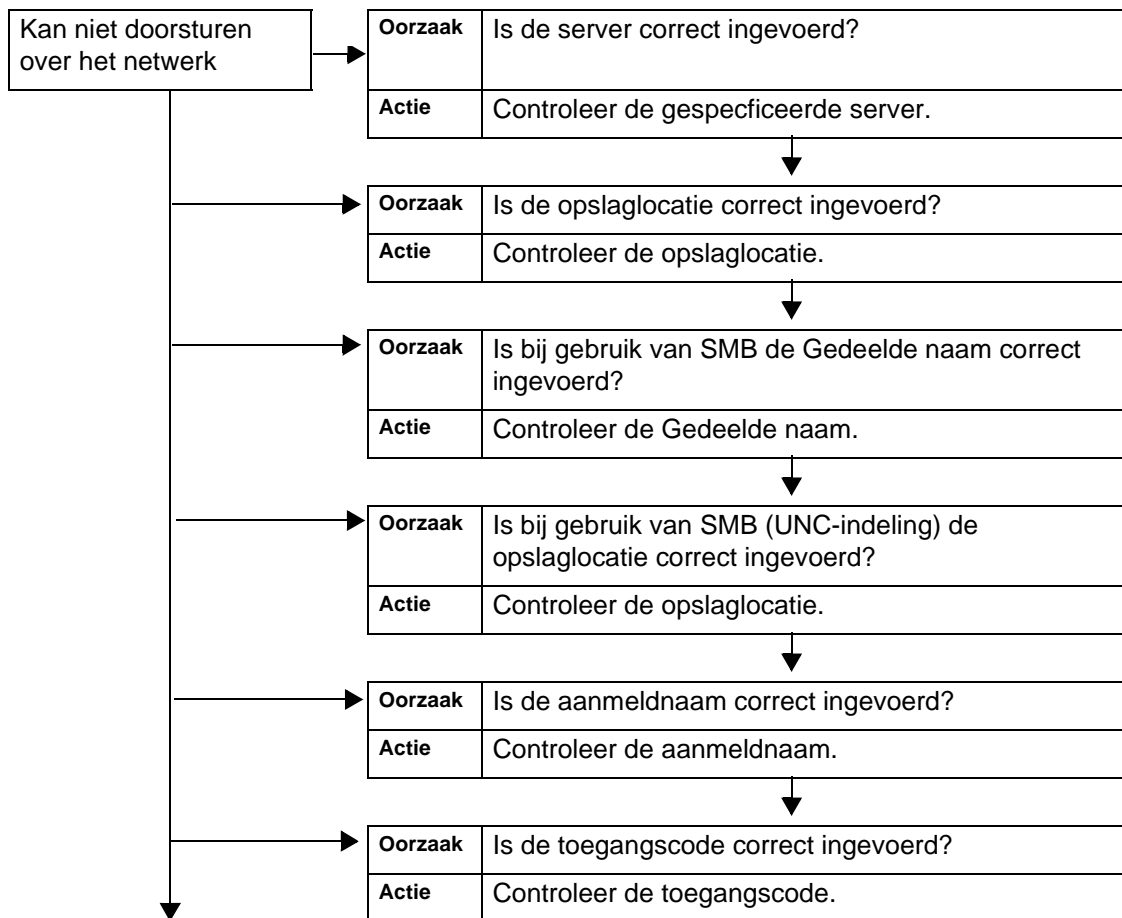 Kan niet doorsturen
over het netwerk
Oorzaak Is de server correct ingevoerd?
Actie Controleer de gespecficeerde server.
Oorzaak Is de opslaglocatie correct ingevoerd?
Actie Controleer de opslaglocatie.
Oorzaak Is bij gebruik van SMB de Gedeelde naam correct
ingevoerd?
Actie Controleer de Gedeelde naam.
Oorzaak Is bij gebruik van SMB (UNC-indeling) de
opslaglocatie correct ingevoerd?
Actie Controleer de opslaglocatie.
Oorzaak Is de aanmeldnaam correct ingevoerd?
Actie Controleer de aanmeldnaam.
Oorzaak Is de toegangscode correct ingevoerd?
Actie Controleer de toegangscode.